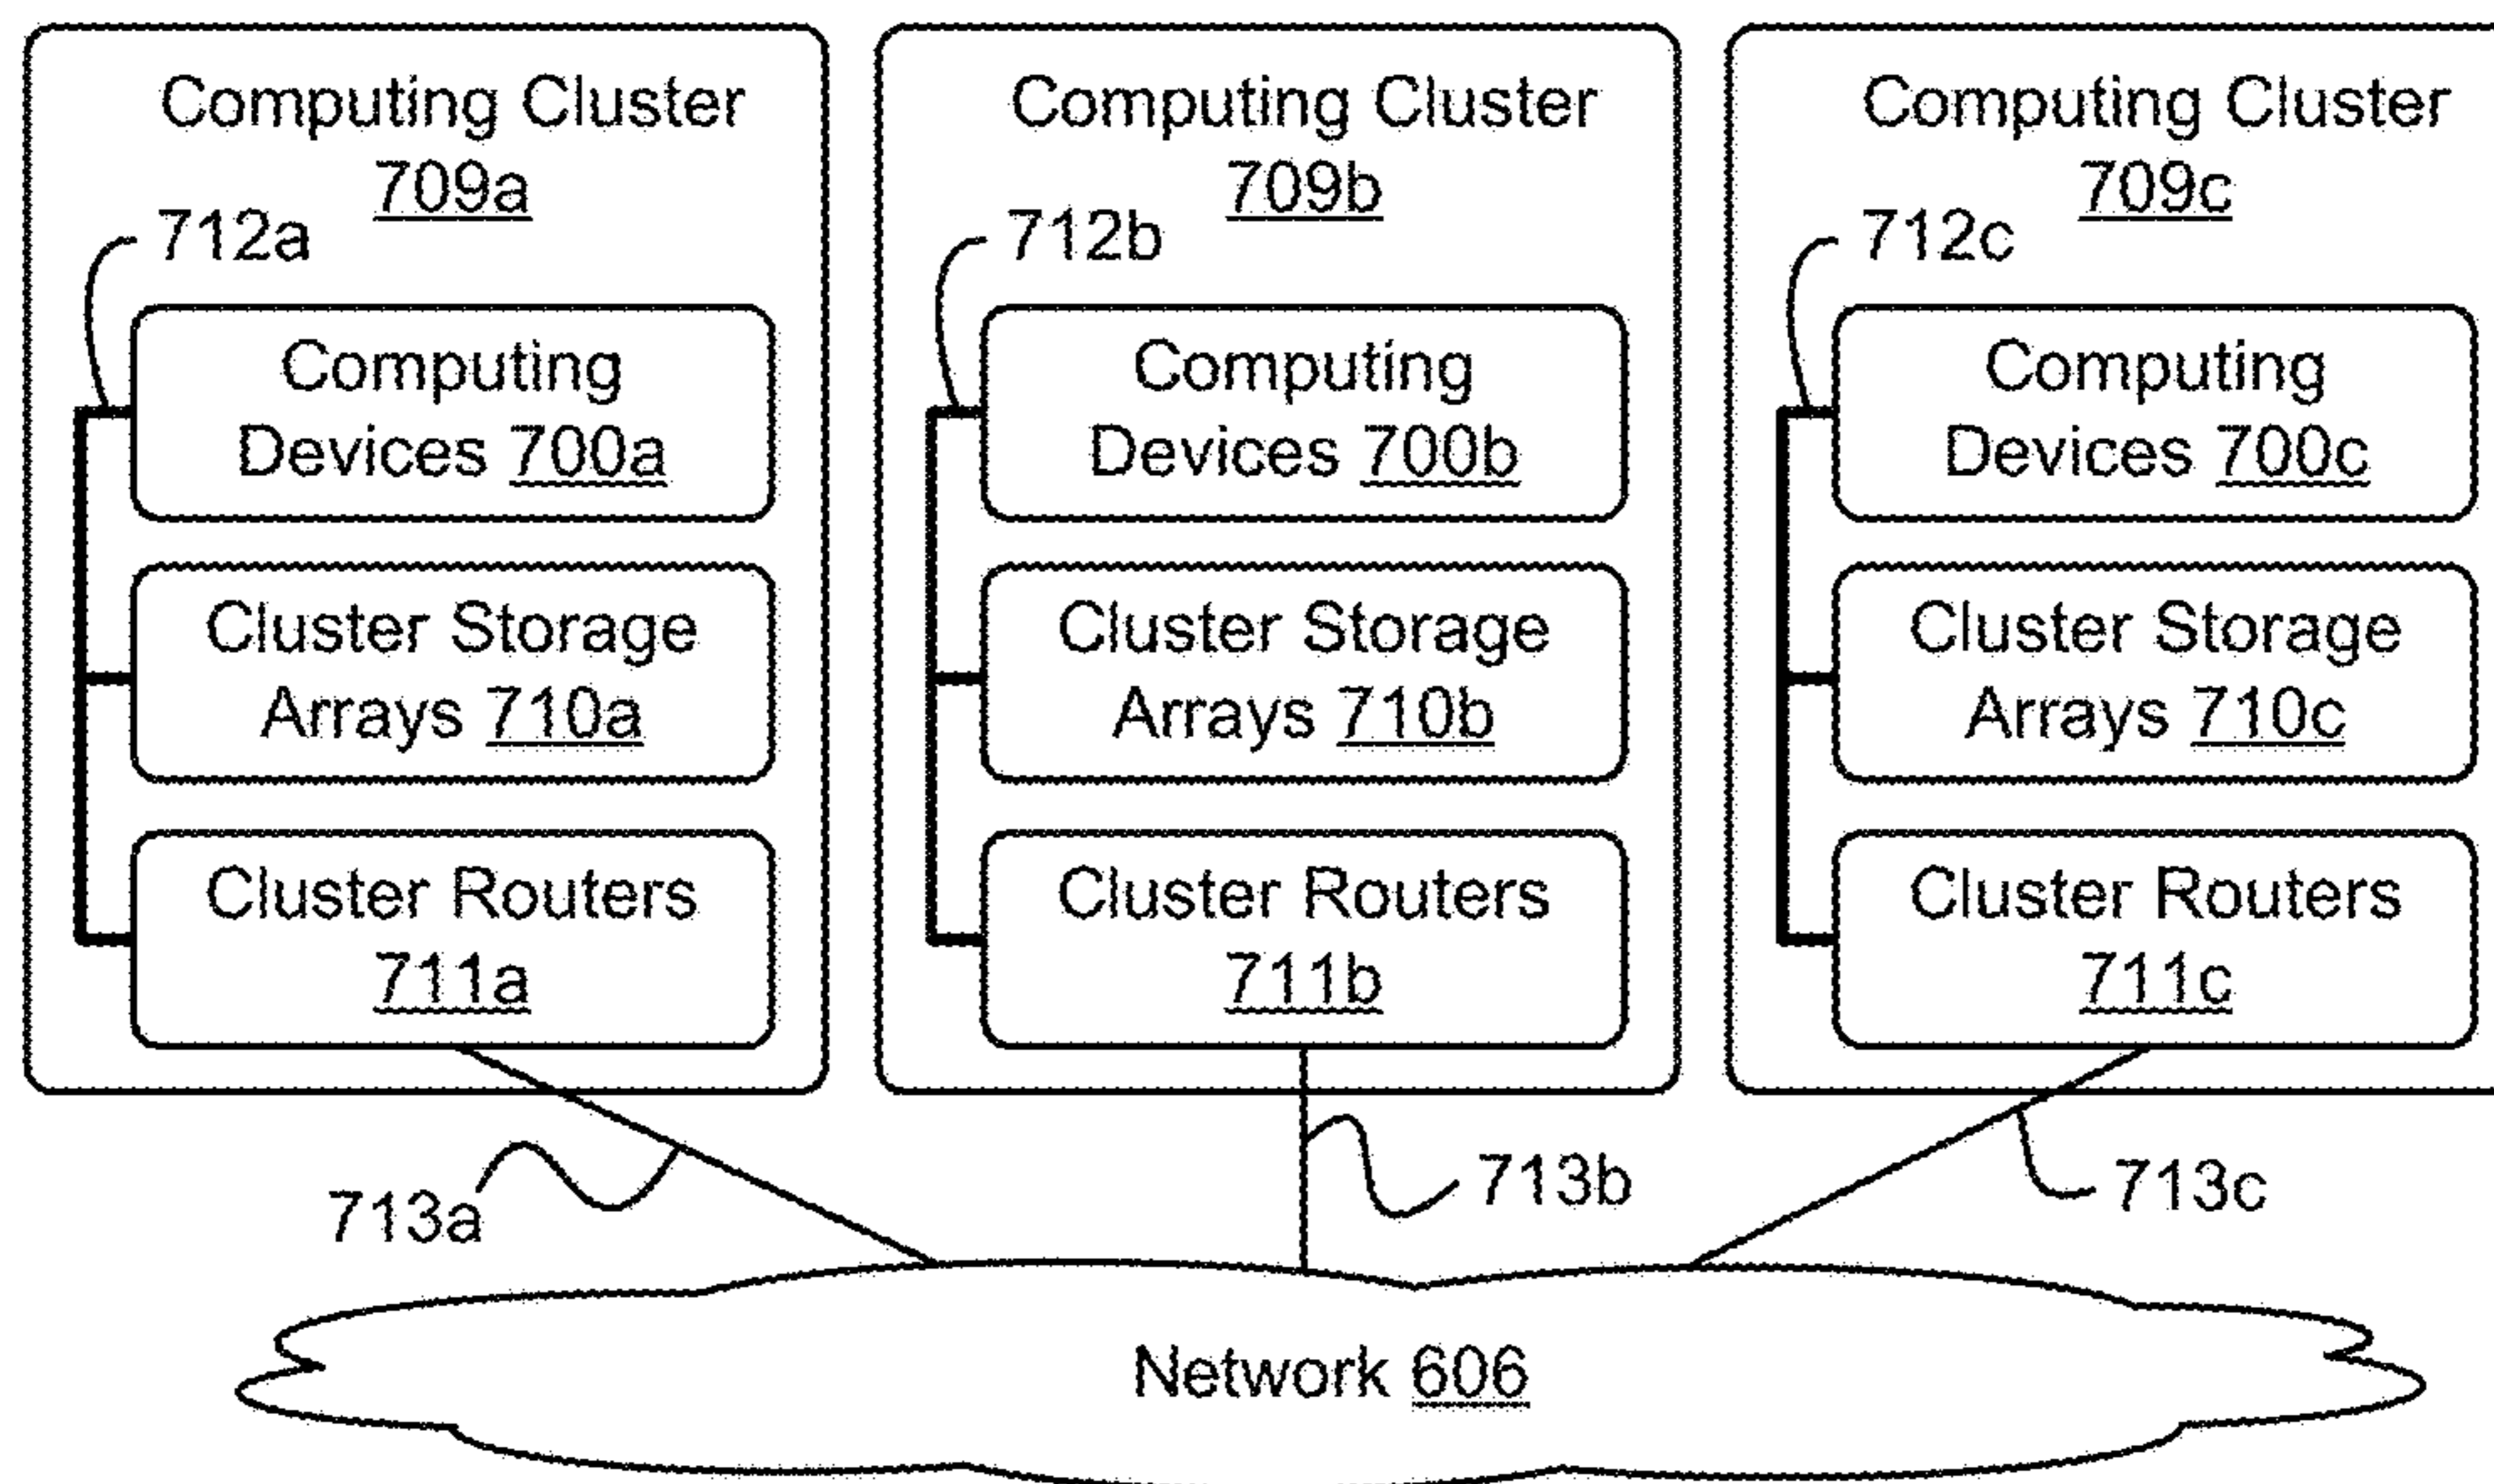 Computing Cluster
709a
712a
Computing
Devices 700a
Cluster Storage
Arrays 710a
Cluster Routers
711a
Computing Cluster
709b
712b
Computing
Devices 700b
Cluster Storage
Arrays 710b
Cluster Routers
711b
Computing Cluster
709c
712c
Computing
Devices 700c
Cluster Storage
Arrays 710c
Cluster Routers
711c
713a
713b
713c
Network 606